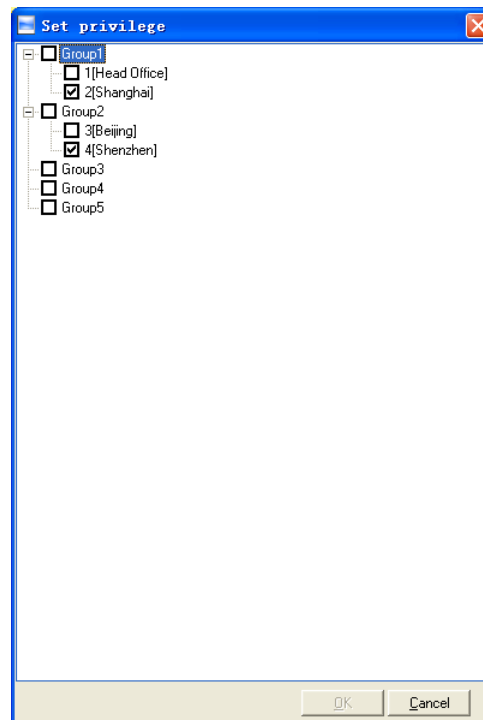 Set privilege
Group1
1[Head Office]
2[Shanghai]
Group2
3[Beijing]
4[Shenzhen]
Group3
Group4
Group5
OK Cancel